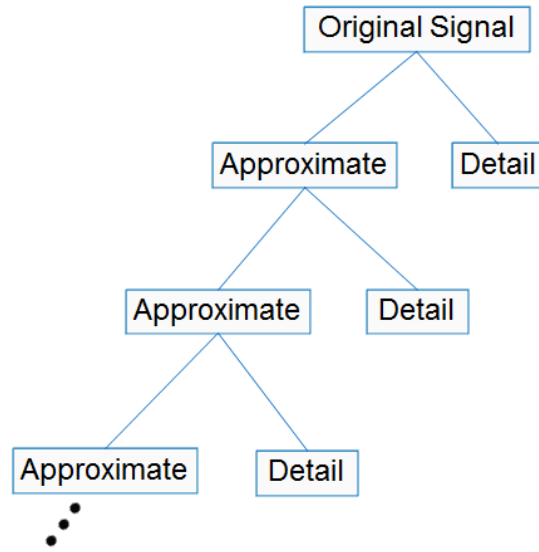 Original Signal
Approximate
Detail
Approximate
Detail
Approximate
Detail